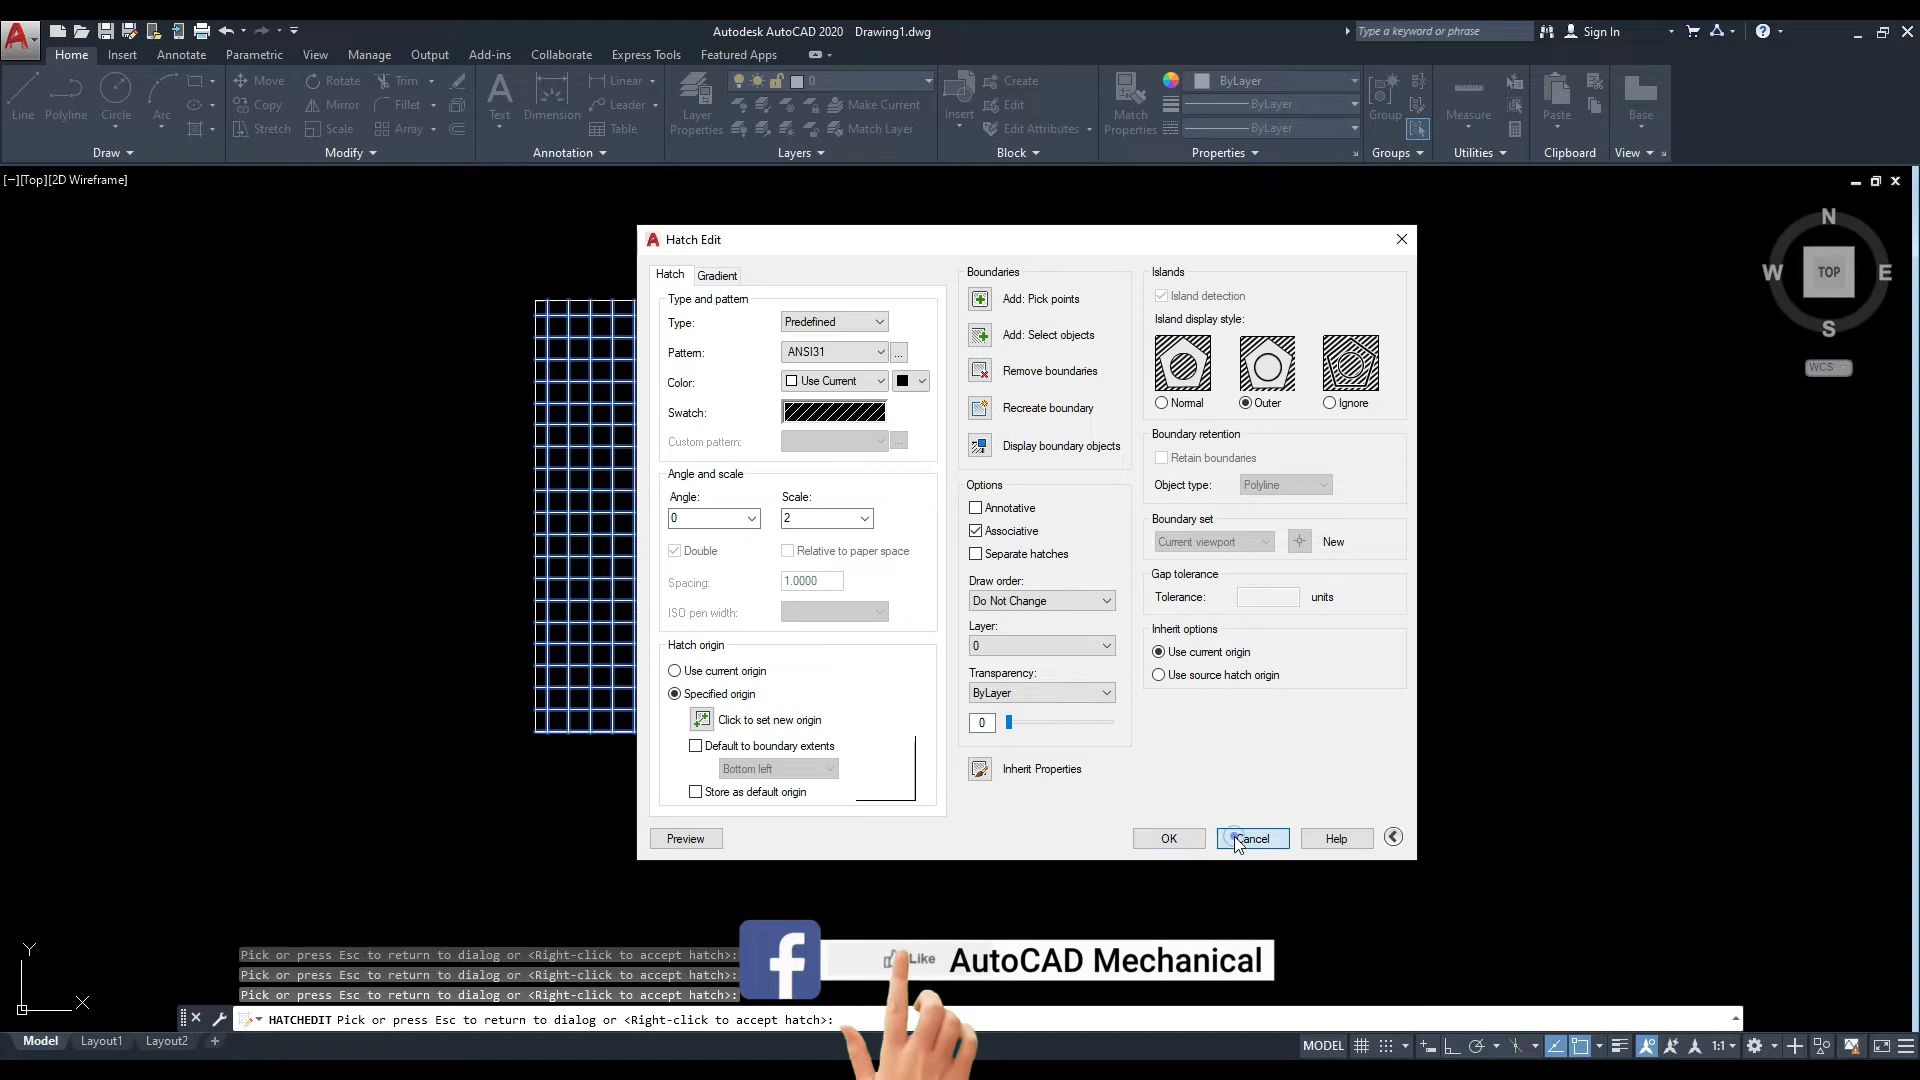 Autodesk AutoCAD 2020 Drawing1.dwg
Type a keyword or phrase
Sign In
Home Insert Annotate Parametric View Manage Output Add-ins Collaborate Express Tools Featured Apps
Line Polyline Circle Arc
Move Rotate Trim
Copy Mirror Fillet
Stretch Scale Array
Text Dimension
Linear
Leader
Table
Layer Properties
0
Make Current
Match Layer
Insert
Create
Edit
Edit Attributes
Match Properties
ByLayer
ByLayer
ByLayer
Group
Measure
Paste
Base
Draw Modify Annotation Layers Block Properties Groups Utilities Clipboard View
[−][Top][2D Wireframe]
N
W TOP E
S
WCS
Hatch Edit
Hatch Gradient
Type and pattern
Type: Predefined
Pattern: ANSI31 ...
Color: Use Current
Swatch:
Custom pattern: ...
Angle and scale
Angle: Scale:
0 2
Double Relative to paper space
Spacing: 1.0000
ISO pen width:
Hatch origin
Use current origin
Specified origin
Click to set new origin
Default to boundary extents
Bottom left
Store as default origin
Preview
Boundaries
Add: Pick points
Add: Select objects
Remove boundaries
Recreate boundary
Display boundary objects
Options
Annotative
Associative
Separate hatches
Draw order:
Do Not Change
Layer:
0
Transparency:
ByLayer
0
Inherit Properties
Islands
Island detection
Island display style:
Normal Outer Ignore
Boundary retention
Retain boundaries
Object type: Polyline
Boundary set
Current viewport New
Gap tolerance
Tolerance: units
Inherit options
Use current origin
Use source hatch origin
OK Cancel Help
Y
X
Pick or press Esc to return to dialog or <Right-click to accept hatch>:
Pick or press Esc to return to dialog or <Right-click to accept hatch>:
Pick or press Esc to return to dialog or <Right-click to accept hatch>:
f Like AutoCAD Mechanical
HATCHEDIT Pick or press Esc to return to dialog or <Right-click to accept hatch>:
Model Layout1 Layout2 +
MODEL 1:1